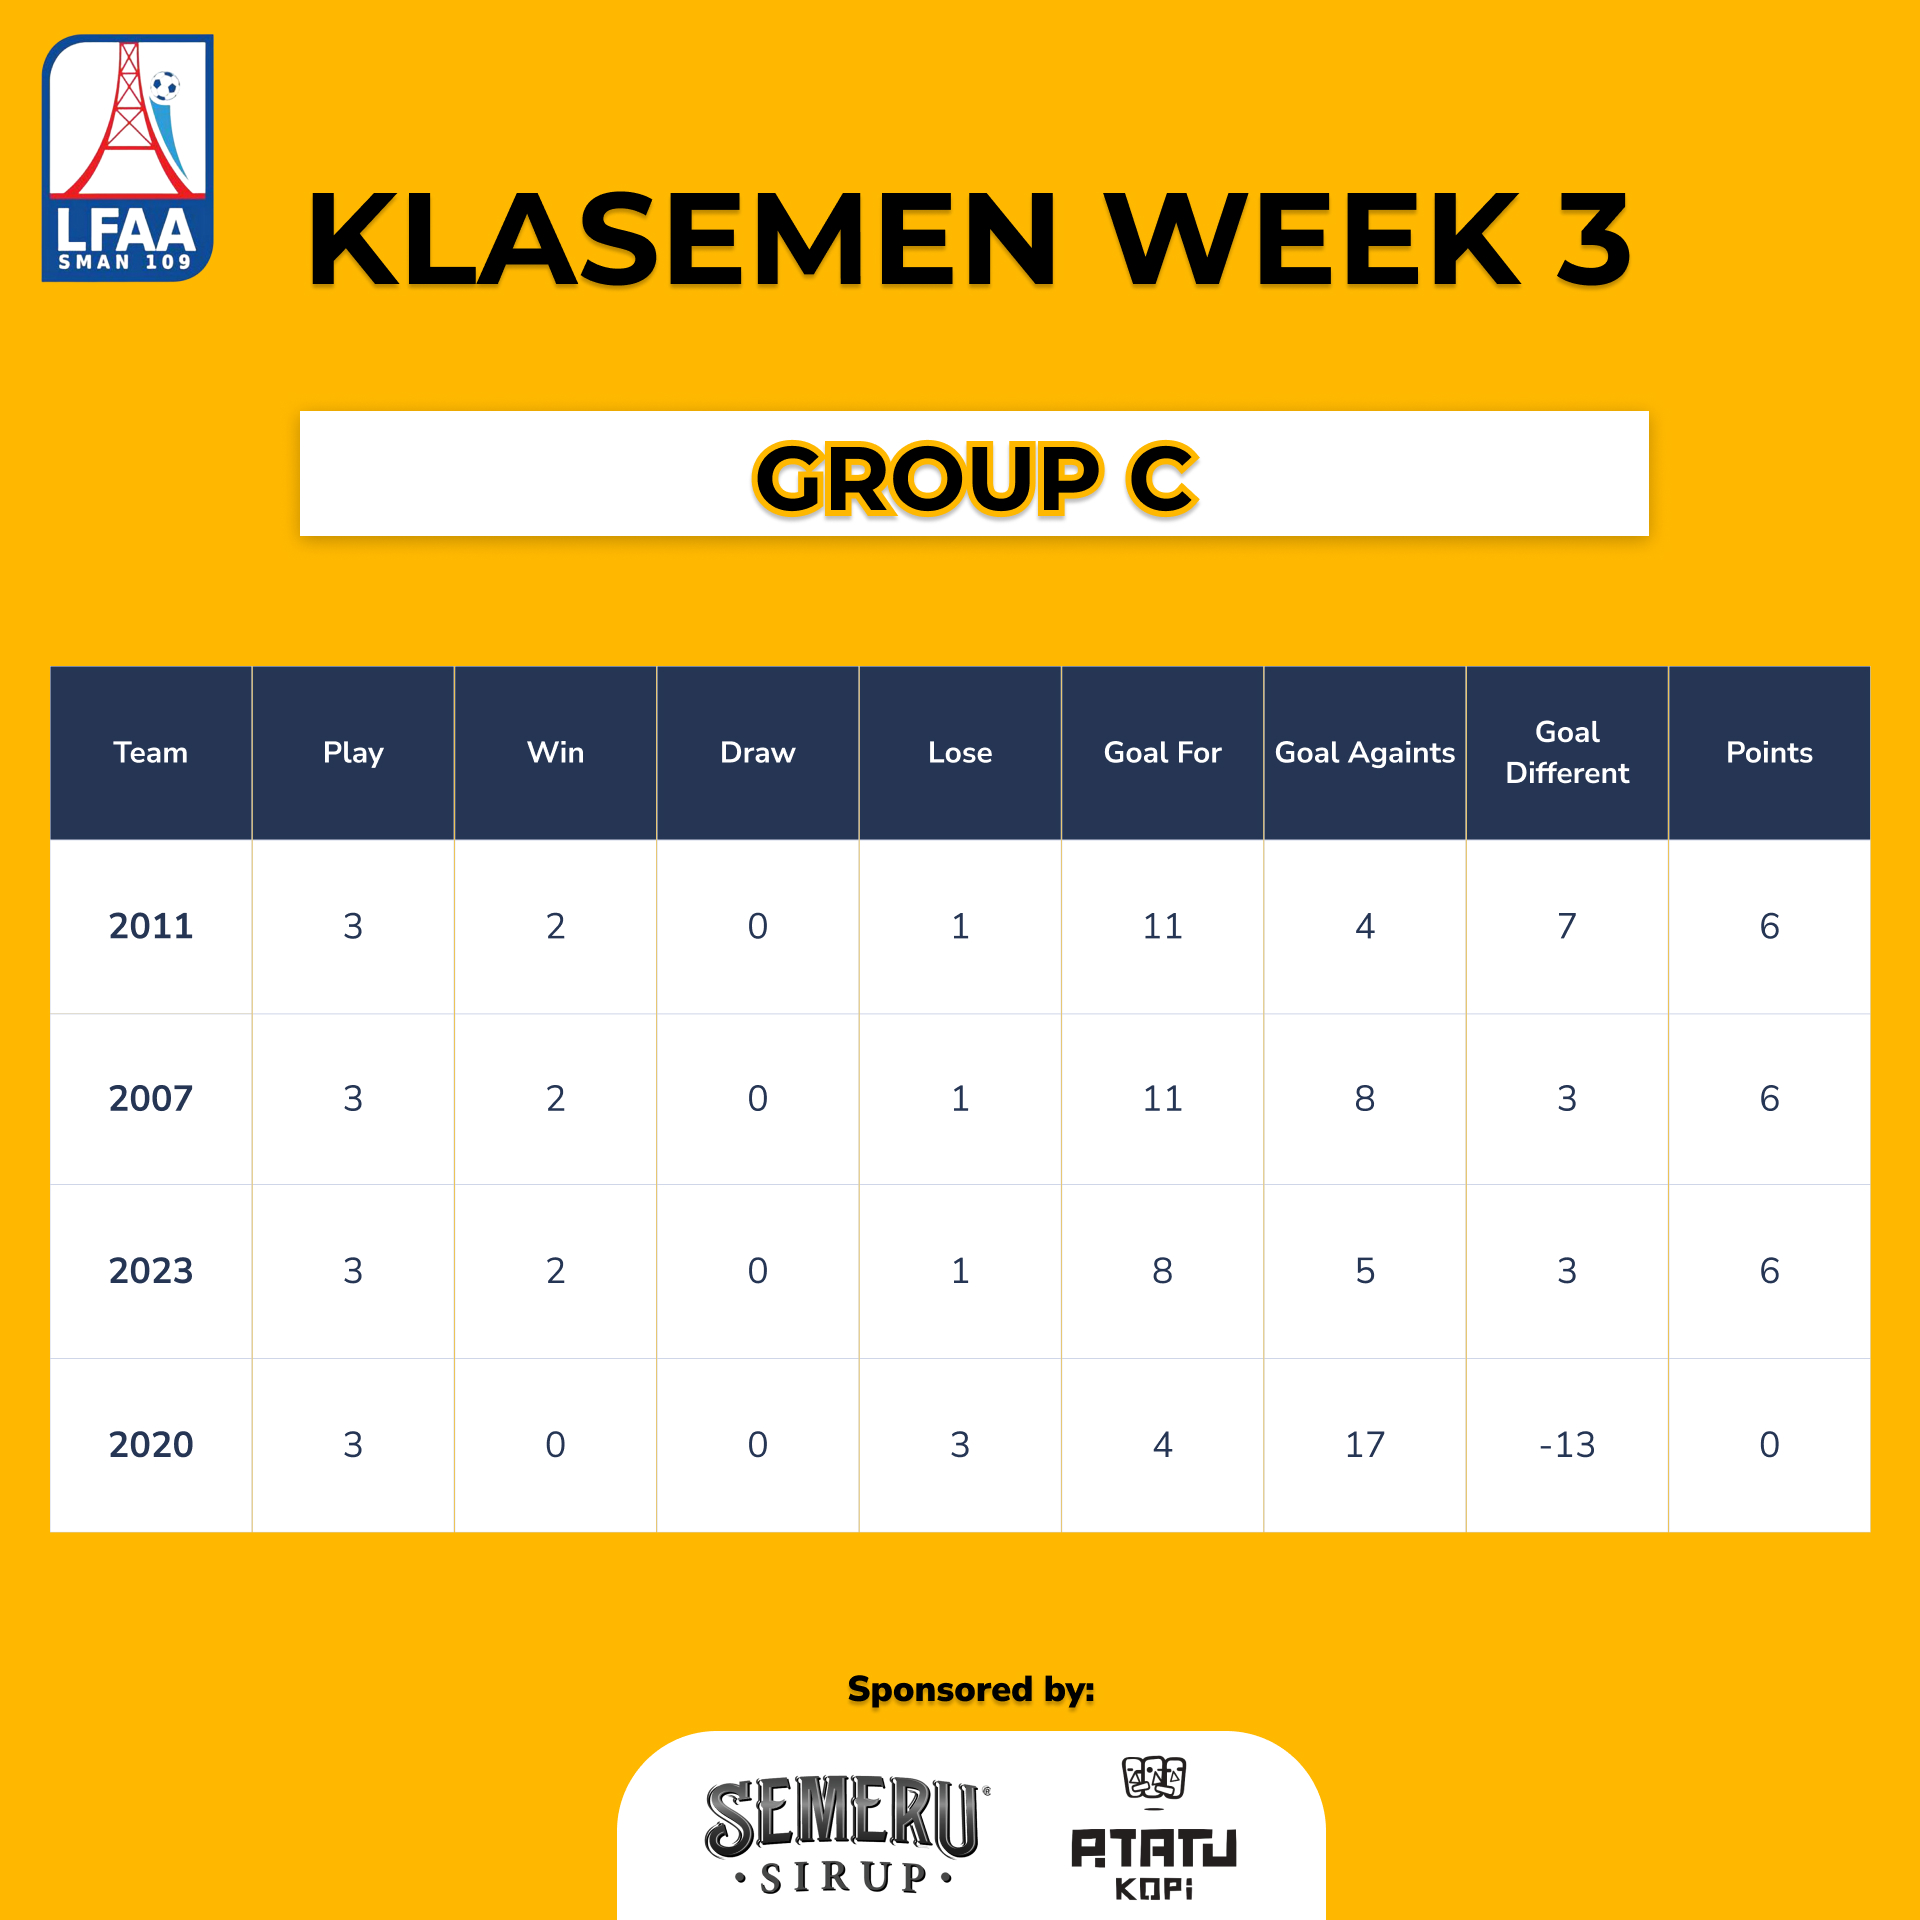 LFAA
SMAN 109
KLASEMEN WEEK 3
GROUP C
Team Play Win Draw Lose Goal For Goal Againts Goal Different Points
2011 3 2 0 1 11 4 7 6
2007 3 2 0 1 11 8 3 6
2023 3 2 0 1 8 5 3 6
2020 3 0 0 3 4 17 -13 0
Sponsored by:
SEMERU®
·SIRUP·
P.TATU
KOPi